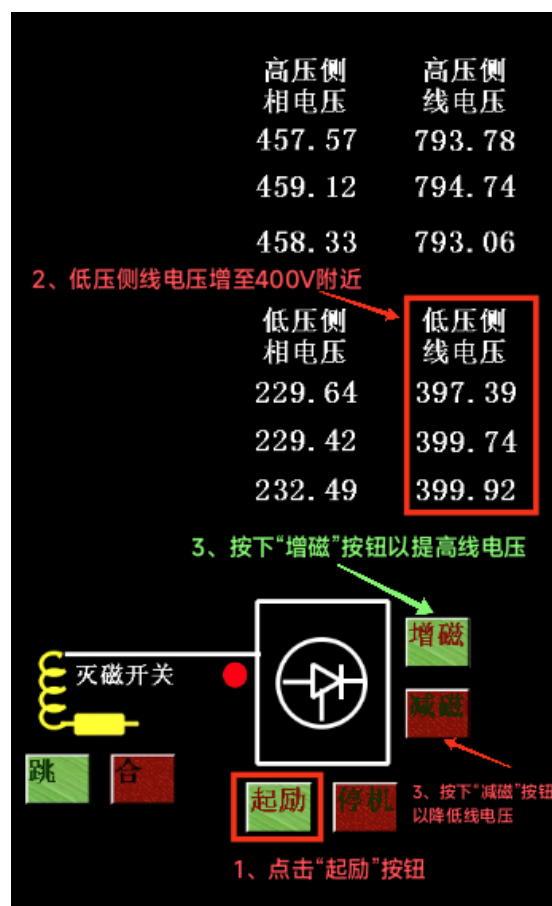 高压侧 高压侧
相电压 线电压
457.57 793.78
459.12 794.74
458.33 793.06
2、低压侧线电压增至400V附近
低压侧 低压侧
相电压 线电压
229.64 397.39
229.42 399.74
232.49 399.92
3、按下“增磁”按钮以提高线电压
增磁
灭磁开关
减磁
跳 合
起励 停机
3、按下“减磁”按钮
以降低线电压
1、点击“起励”按钮